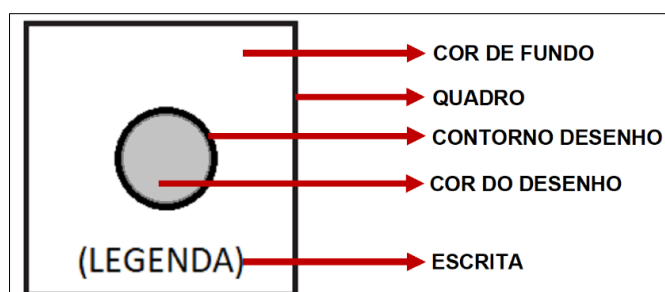 COR DE FUNDO
QUADRO
CONTORNO DESENHO
COR DO DESENHO
(LEGENDA)
ESCRITA